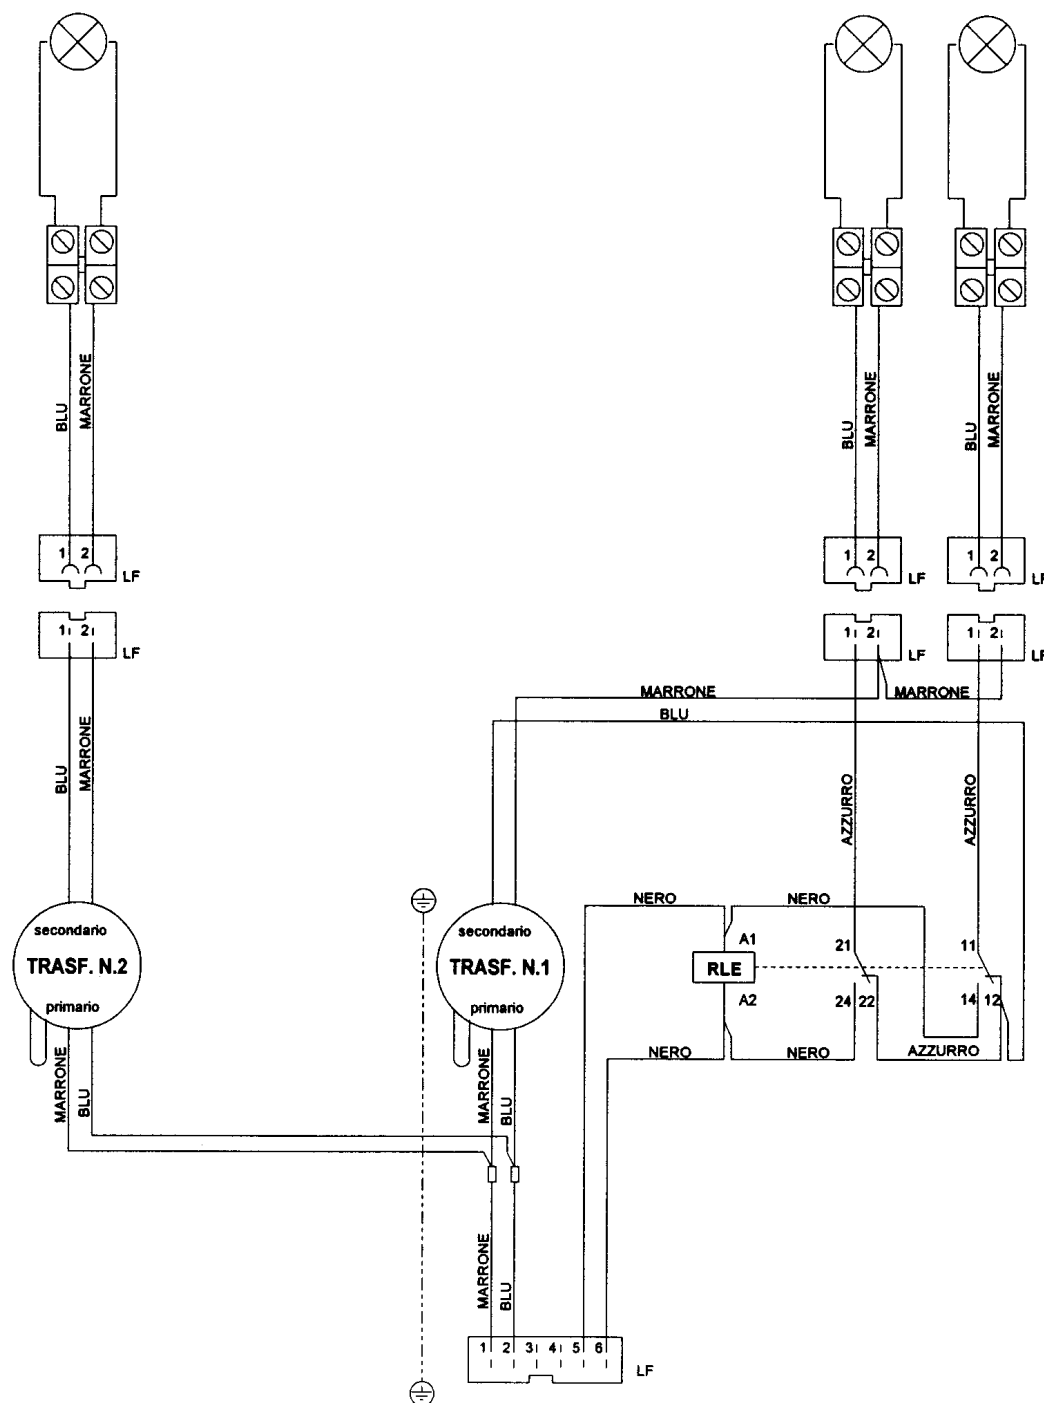 BLU MARRONE BLU MARRONE BLU MARRONE
1 2 LF 1 2 LF 1 2 LF
1 2 LF 1 2 LF 1 2 LF
MARRONE MARRONE
BLU
BLU MARRONE AZZURRO AZZURRO
NERO NERO
secondario secondario A1 21 11
TRASF. N.2 TRASF. N.1 RLE
primario primario A2 24 22 14 12
MARRONE BLU MARRONE BLU NERO NERO AZZURRO
MARRONE BLU
1 2 3 4 5 6
LF